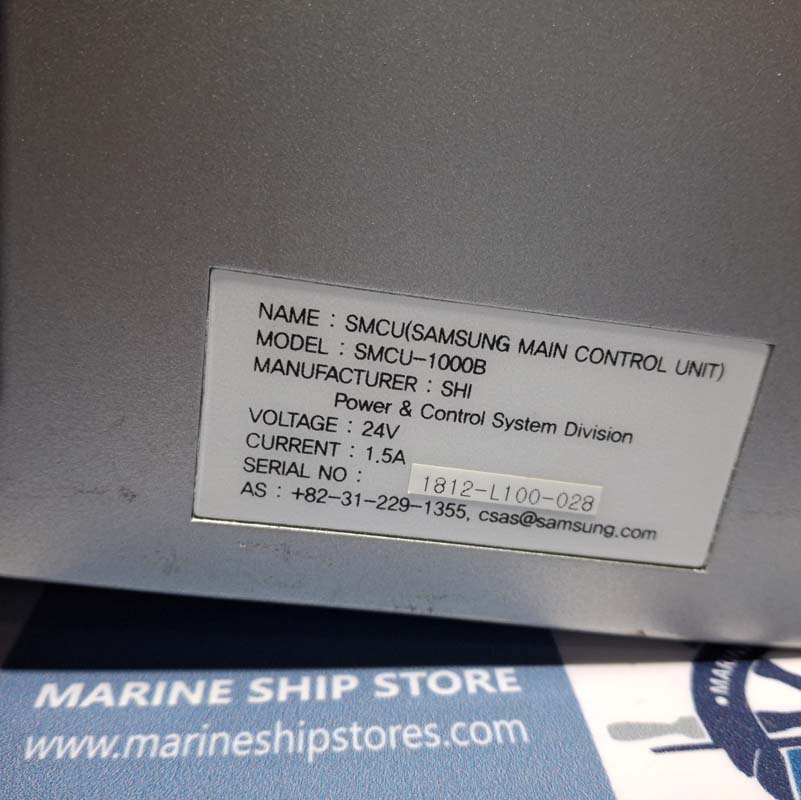 NAME : SMCU(SAMSUNG MAIN CONTROL UNIT)
MODEL : SMCU-1000B
MANUFACTURER : SHI
Power & Control System Division
VOLTAGE : 24V
CURRENT : 1.5A
SERIAL NO : 1812-L100-028
AS : +82-31-229-1355, csas@samsung.com
MARINE SHIP STORE
www.marineshipstores.com